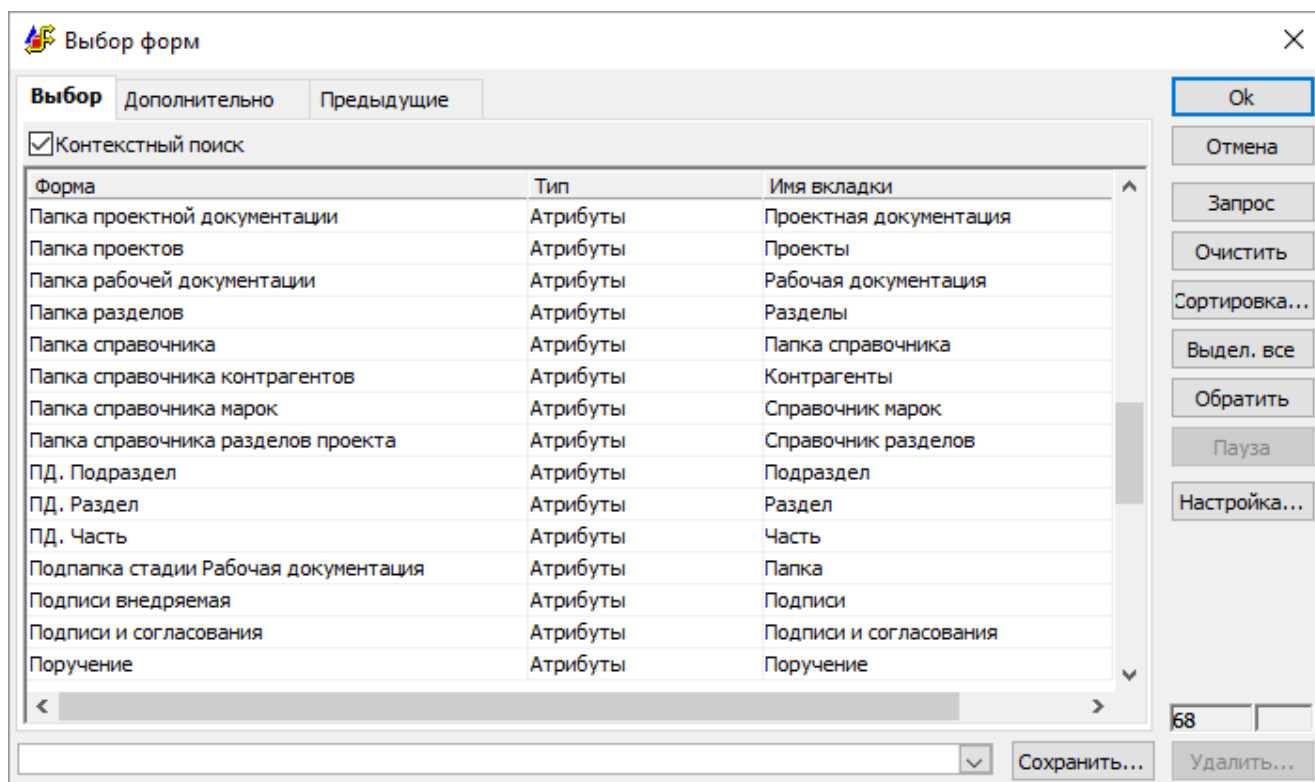 Выбор форм
Выбор Дополнительно Предыдущие
Контекстный поиск
Форма Тип Имя вкладки
Папка проектной документации Атрибуты Проектная документация
Папка проектов Атрибуты Проекты
Папка рабочей документации Атрибуты Рабочая документация
Папка разделов Атрибуты Разделы
Папка справочника Атрибуты Папка справочника
Папка справочника контрагентов Атрибуты Контрагенты
Папка справочника марок Атрибуты Справочник марок
Папка справочника разделов проекта Атрибуты Справочник разделов
ПД. Подраздел Атрибуты Подраздел
ПД. Раздел Атрибуты Раздел
ПД. Часть Атрибуты Часть
Подпапка стадии Рабочая документация Атрибуты Папка
Подписи внедряемая Атрибуты Подписи
Подписи и согласования Атрибуты Подписи и согласования
Поручение Атрибуты Поручение
Ok
Отмена
Запрос
Очистить
Сортировка...
Выдел. все
Обратить
Пауза
Настройка...
68
Сохранить... Удалить...